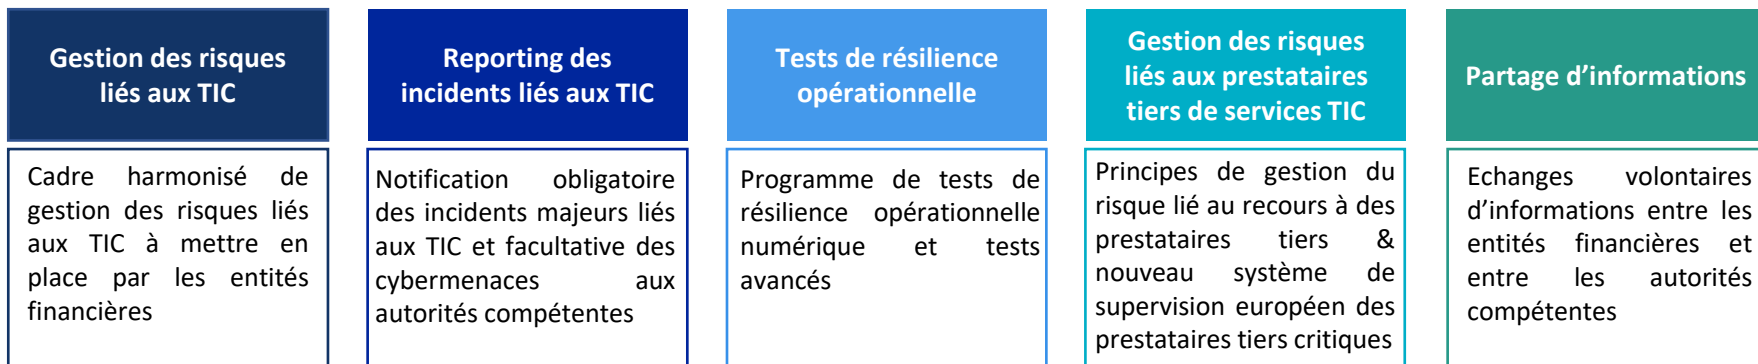 Gestion des risques
liés aux TIC
Cadre harmonisé de
gestion des risques liés
aux TIC à mettre en
place par les entités
financières
Reporting des
incidents liés aux TIC
Notification obligatoire
des incidents majeurs liés
aux TIC et facultative des
cybermenaces aux
autorités compétentes
Tests de résilience
opérationnelle
Programme de tests de
résilience opérationnelle
numérique et tests
avancés
Gestion des risques
liés aux prestataires
tiers de services TIC
Principes de gestion du
risque lié au recours à des
prestataires tiers &
nouveau système de
supervision européen des
prestataires tiers critiques
Partage d’informations
Echanges volontaires
d’informations entre les
entités financières et
entre les autorités
compétentes